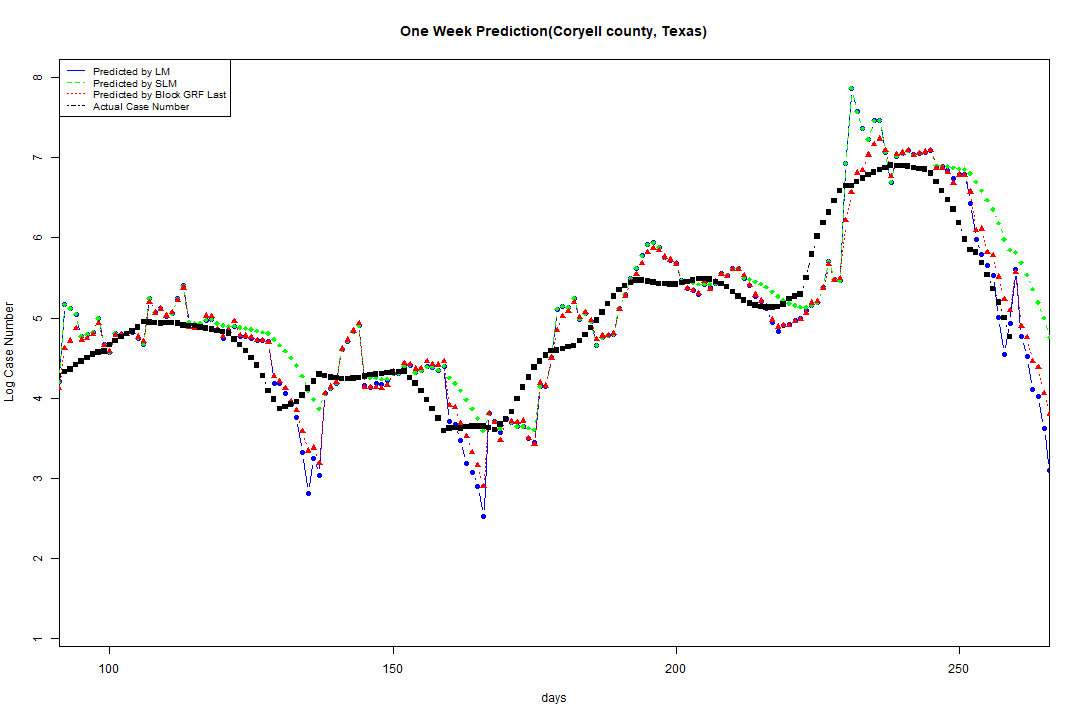 One Week Prediction(Coryell county, Texas)
Predicted by LM
Predicted by SLM
Predicted by Block GRF Last
Actual Case Number
8
7
6
5
4
3
2
1
Log Case Number
100 150 200 250
days